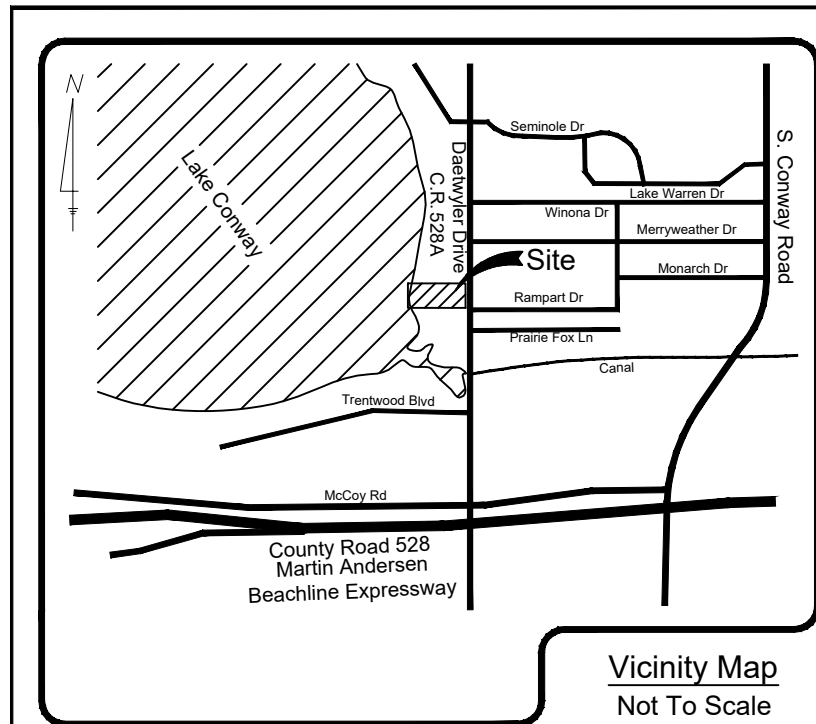 N
Lake Conway
Daetwyler Drive
C.R. 528A
Seminole Dr
S. Conway Road
Lake Warren Dr
Winona Dr
Merryweather Dr
Site
Monarch Dr
Rampart Dr
Prairie Fox Ln
Canal
Trentwood Blvd
McCoy Rd
County Road 528
Martin Andersen
Beachline Expressway
Vicinity Map
Not To Scale